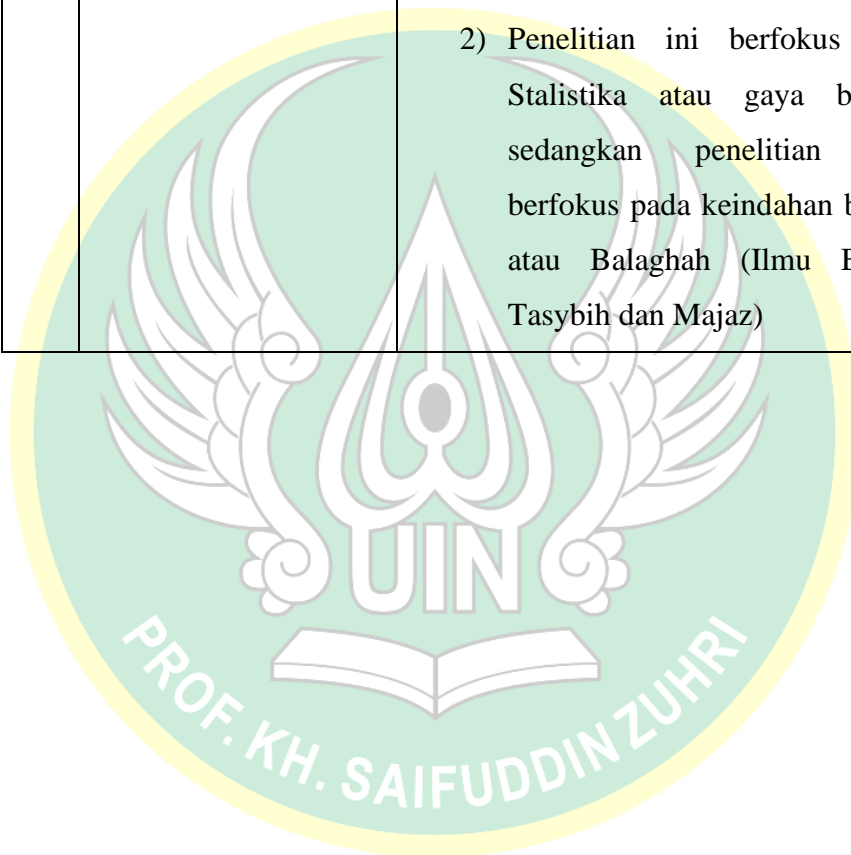 2) Penelitian ini berfokus
Stalistika atau gaya
sedangkan penelitian
berfokus pada keindahan
atau Balaghah (Ilmu
Tasybih dan Majaz)
UIN
PROF. KH. SAIFUDDIN ZUHRI